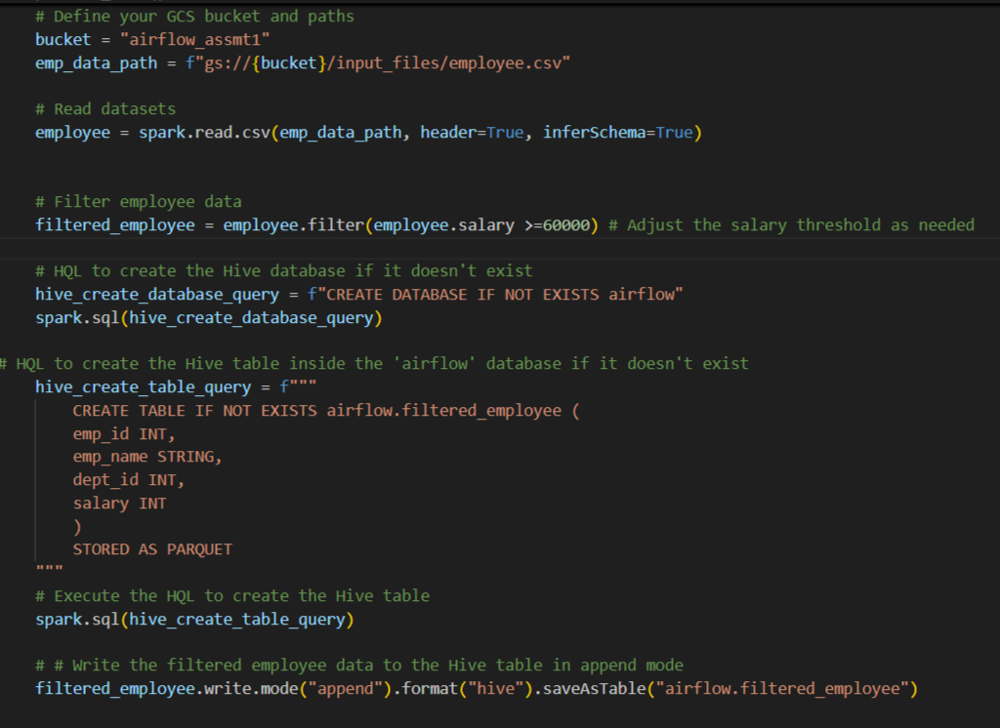 # Define your GCS bucket and paths
bucket = "airflow_assmt1"
emp_data_path = f"gs://{bucket}/input_files/employee.csv"
# Read datasets
employee = spark.read.csv(emp_data_path, header=True, inferSchema=True)
# Filter employee data
filtered_employee = employee.filter(employee.salary >=60000) # Adjust the salary threshold as needed
# HQL to create the Hive database if it doesn't exist
hive_create_database_query = f"CREATE DATABASE IF NOT EXISTS airflow"
spark.sql(hive_create_database_query)
# HQL to create the Hive table inside the 'airflow' database if it doesn't exist
hive_create_table_query = f"""
CREATE TABLE IF NOT EXISTS airflow.filtered_employee (
emp_id INT,
emp_name STRING,
dept_id INT,
salary INT
)
STORED AS PARQUET
"""
# Execute the HQL to create the Hive table
spark.sql(hive_create_table_query)
# # Write the filtered employee data to the Hive table in append mode
filtered_employee.write.mode("append").format("hive").saveAsTable("airflow.filtered_employee")